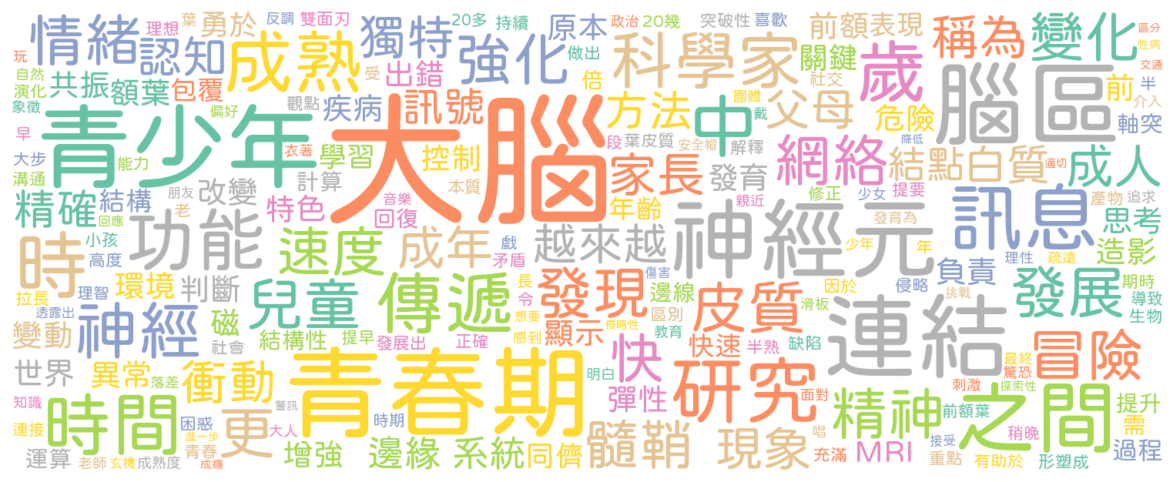 情緒
認知
葉
理想
勇於
反調
雙面刃
成熟
獨特
20多
持續
強化
原本
做出
倍
政治
20幾
科學家
突破性
喜歡
社交
前額表現
關鍵
稱為
變化
區分
性病
交通
玩
自然
演化
象徵
共振
額葉
包覆
偏好
觀點
受
出錯
疾病
訊號
方法
團體
戴
中
父母
歲
危險
腦區
前
半
介入
軸突
早
青少年
大腦
段
葉皮質
安全帽
降低
解釋
網絡
結點
白質
適切
成人
大步
溝通
能力
衣著
學習
控制
計算
音樂
本質
家長
發育
修正
少女
提要
產物
追求
精確
結構
回應
朋友
老
改變
特色
回復
年齡
親近
神經元
發育為
訊息
思考
造影
時
小孩
高度
功能
速度
成年
戲
矛盾
越來越
少年
年
理性
疏遠
拉長
理智
環境
判斷
兒童
傳遞
長
令
發現
傷害
邊線
皮質
因於
滑板
侵略
負責
挑戰
發展
期時
導致
生物
透露出
變動
神經
磁
社會
結構性
提早
發展出
正確
想要
感到
顯示
區別
侵略性
教育
快速
半熟
缺陷
連結
最終
驚恐
探索性
冒險
世界
異常
落差
衝動
青春期
明白
快
彈性
研究
面對
刺激
精神
前額葉
之間
提升
需
知識
連接
時間
困惑
進一步
更
警訊
大人
時期
運算
老師
玄機
成熟度
青春
成癮
增強
邊緣
系統
同儕
髓鞘
現象
唱
充滿
MRI
接受
重點
稍晚
有助於
形塑成
過程